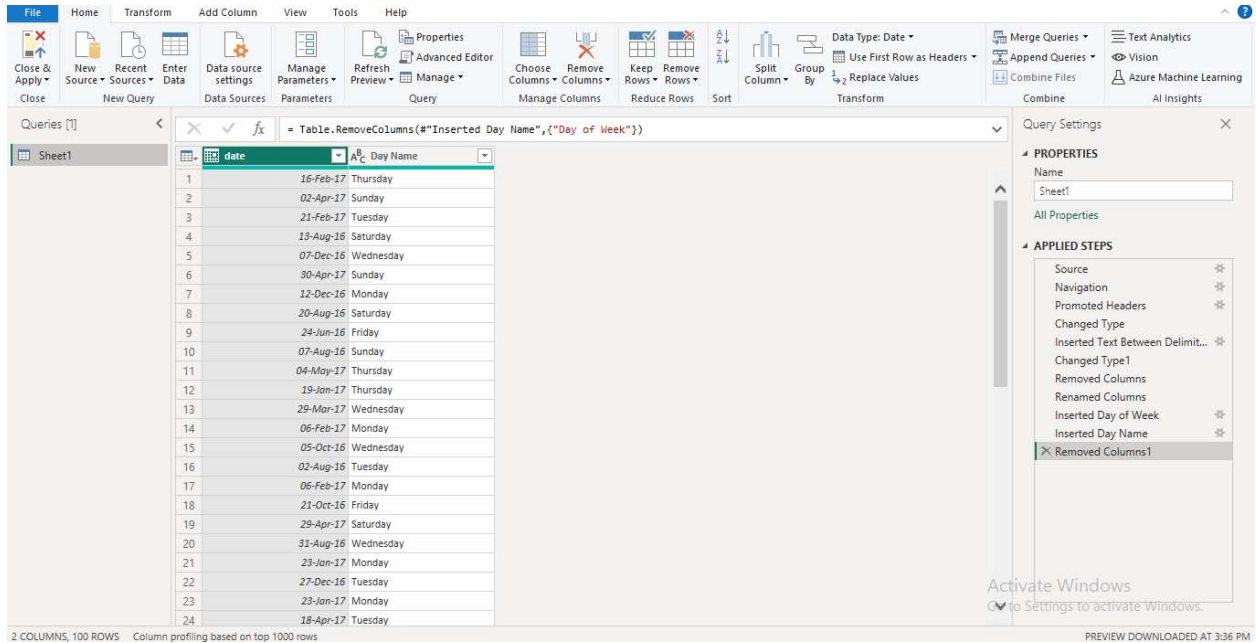 File Home Transform Add Column View Tools Help
Close & Apply New Source Recent Sources Enter Data Data source settings Manage Parameters Refresh Preview Properties Advanced Editor Manage Choose Columns Remove Columns Keep Rows Remove Rows Split Column Group By Data Type: Date Use First Row as Headers Replace Values Merge Queries Append Queries Combine Files Text Analytics Vision Azure Machine Learning
Close New Query Data Sources Parameters Query Manage Columns Reduce Rows Sort Transform Combine AI Insights
Queries [1]
Sheet1
fx = Table.RemoveColumns(#"Inserted Day Name",{"Day of Week"})
date ABC Day Name
1 16-Feb-17 Thursday
2 02-Apr-17 Sunday
3 21-Feb-17 Tuesday
4 13-Aug-16 Saturday
5 07-Dec-16 Wednesday
6 30-Apr-17 Sunday
7 12-Dec-16 Monday
8 20-Aug-16 Saturday
9 24-Jun-16 Friday
10 07-Aug-16 Sunday
11 04-May-17 Thursday
12 19-Jan-17 Thursday
13 29-Mar-17 Wednesday
14 06-Feb-17 Monday
15 05-Oct-16 Wednesday
16 02-Aug-16 Tuesday
17 06-Feb-17 Monday
18 21-Oct-16 Friday
19 29-Apr-17 Saturday
20 31-Aug-16 Wednesday
21 23-Jan-17 Monday
22 27-Dec-16 Tuesday
23 23-Jan-17 Monday
24 18-Apr-17 Tuesday
Query Settings
PROPERTIES
Name
Sheet1
All Properties
APPLIED STEPS
Source
Navigation
Promoted Headers
Changed Type
Inserted Text Between Delimit...
Changed Type1
Removed Columns
Renamed Columns
Inserted Day of Week
Inserted Day Name
Removed Columns1
Activate Windows
Go to Settings to activate Windows.
2 COLUMNS, 100 ROWS Column profiling based on top 1000 rows
PREVIEW DOWNLOADED AT 3:36 PM